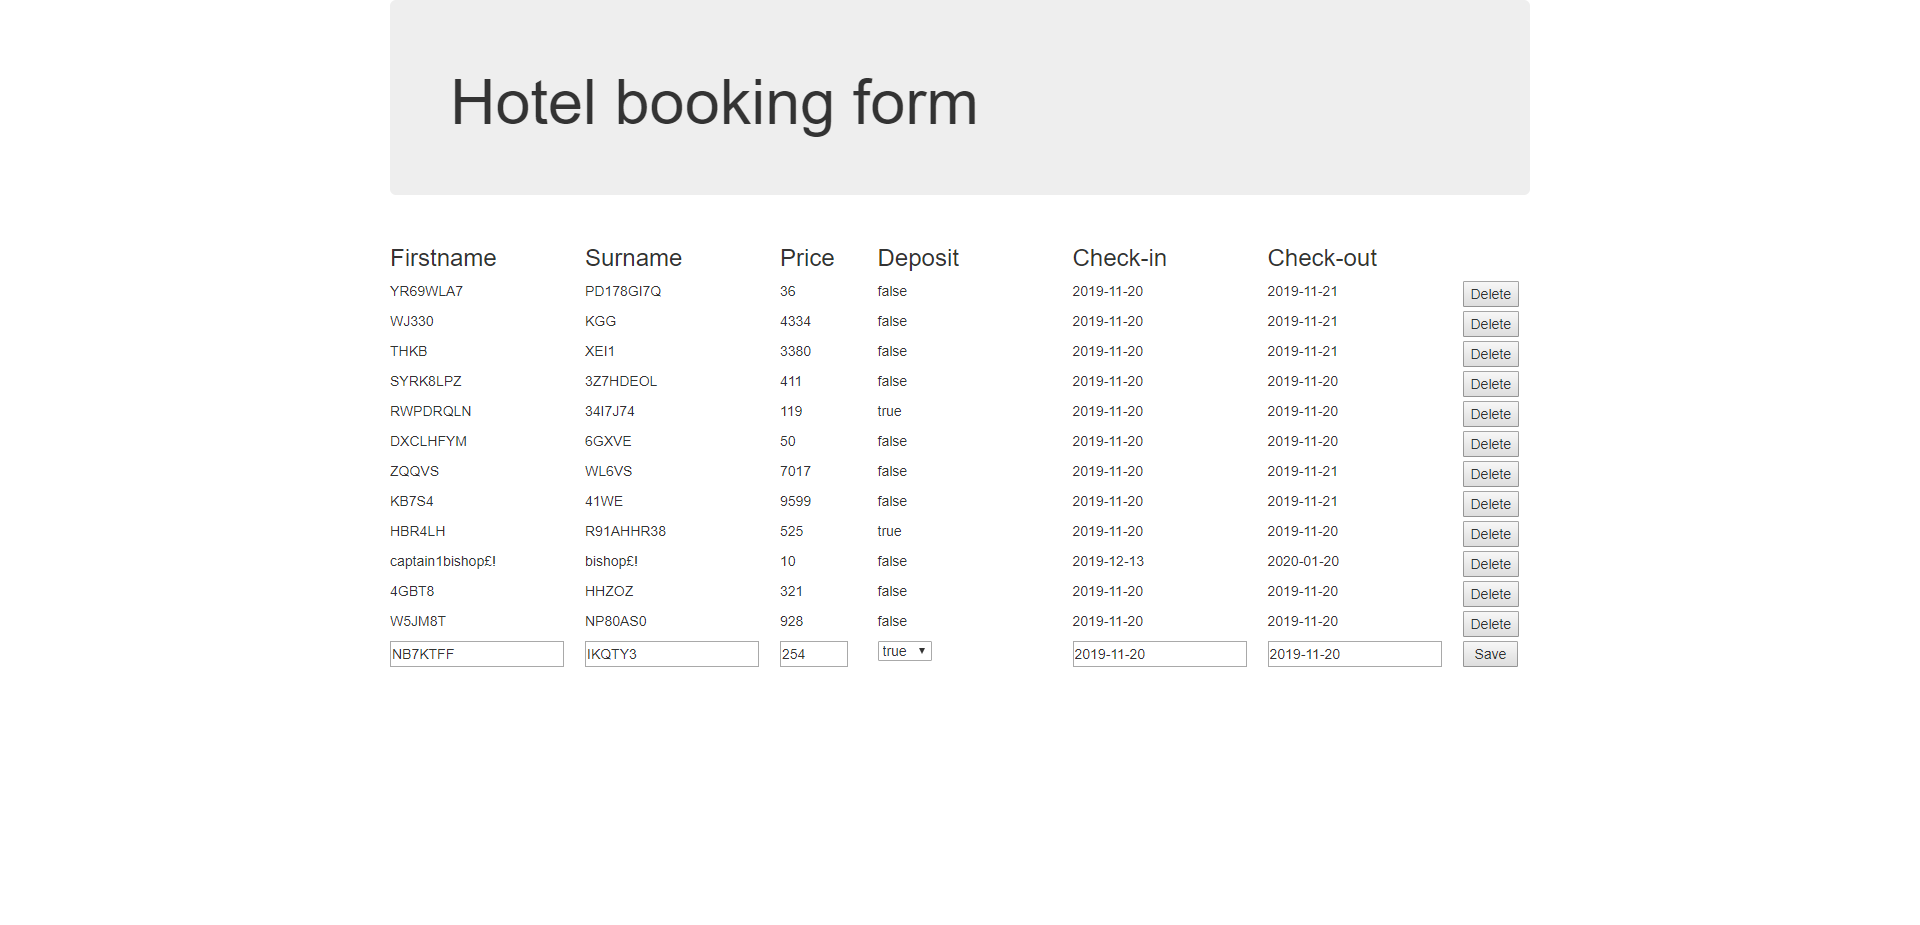 Hotel booking form
Firstname Surname Price Deposit Check-in Check-out
YR69WLA7 PD178GI7Q 36 false 2019-11-20 2019-11-21 Delete
WJ330 KGG 4334 false 2019-11-20 2019-11-21 Delete
THKB XEI1 3380 false 2019-11-20 2019-11-21 Delete
SYRK8LPZ 3Z7HDEOL 411 false 2019-11-20 2019-11-20 Delete
RWPDRQLN 34I7J74 119 true 2019-11-20 2019-11-20 Delete
DXCLHFYM 6GXVE 50 false 2019-11-20 2019-11-20 Delete
ZQQVS WL6VS 7017 false 2019-11-20 2019-11-21 Delete
KB7S4 41WE 9599 false 2019-11-20 2019-11-21 Delete
HBR4LH R91AHHR38 525 true 2019-11-20 2019-11-20 Delete
captain1bishop£! bishop£! 10 false 2019-12-13 2020-01-20 Delete
4GBT8 HHZOZ 321 false 2019-11-20 2019-11-20 Delete
W5JM8T NP80AS0 928 false 2019-11-20 2019-11-20 Delete
NB7KTFF IKQTY3 254 true 2019-11-20 2019-11-20 Save